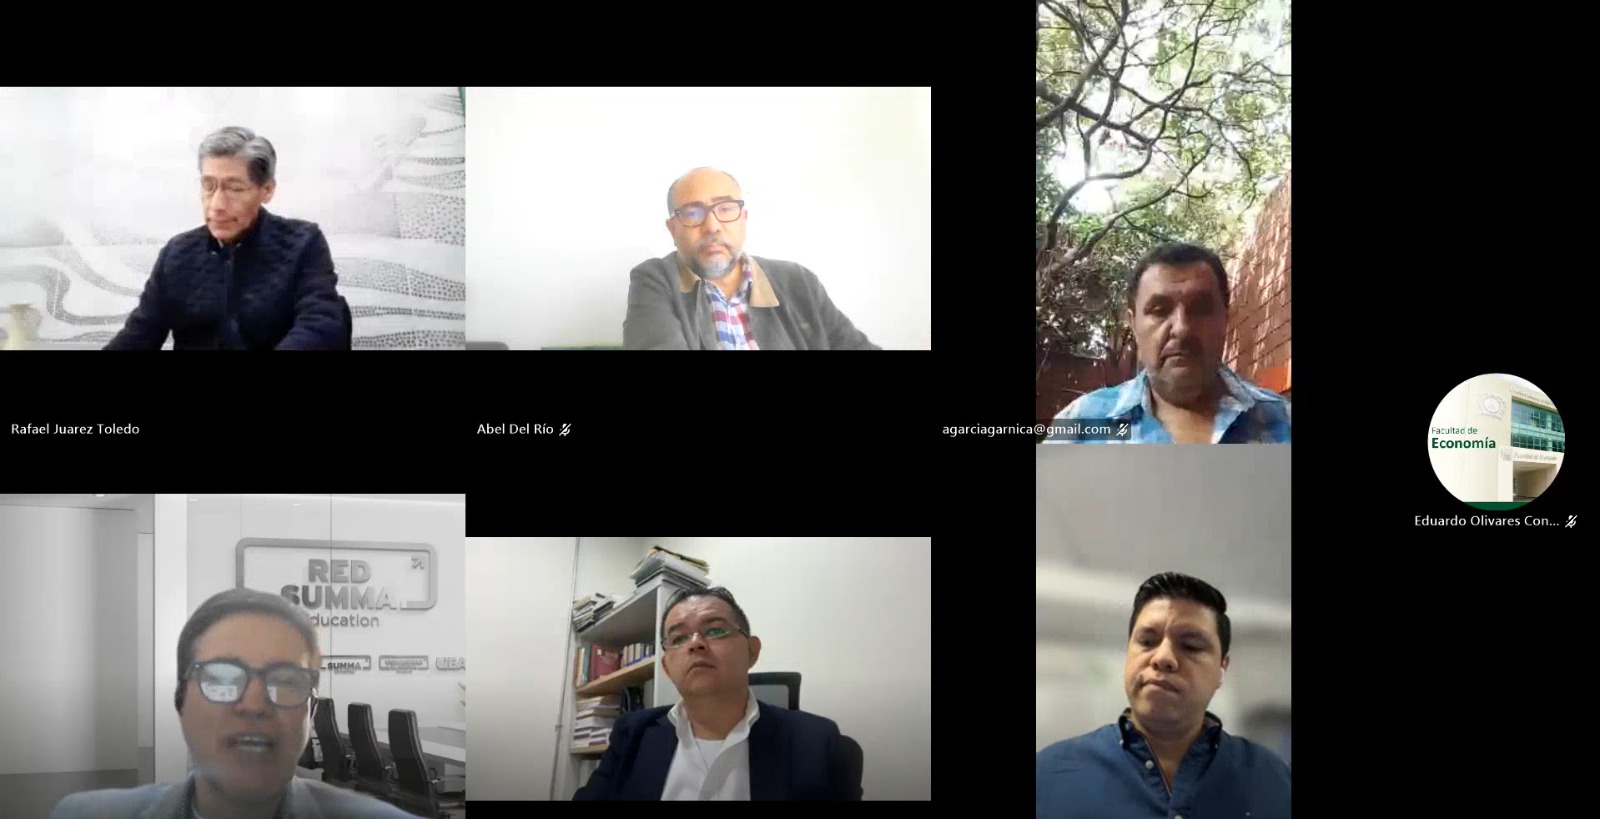 Rafael Juarez Toledo
Abel Del Río
agarciagarnica@gmail.com
Facultad de
Economía
Eduardo Olivares Con...
RED
SUMMA
education
SUMMA